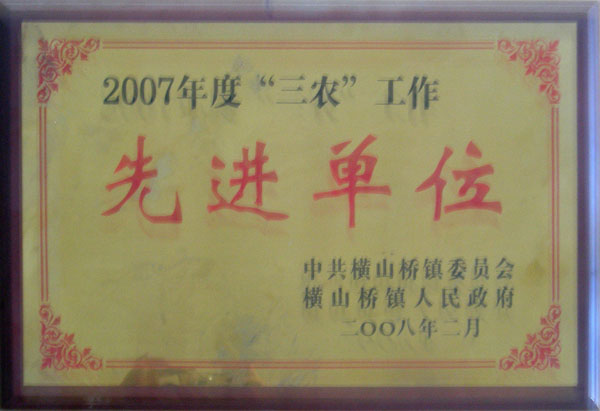 2007年度“三农”工作
先进单位
中共横山桥镇委员会
横山桥镇人民政府
二〇〇八年二月